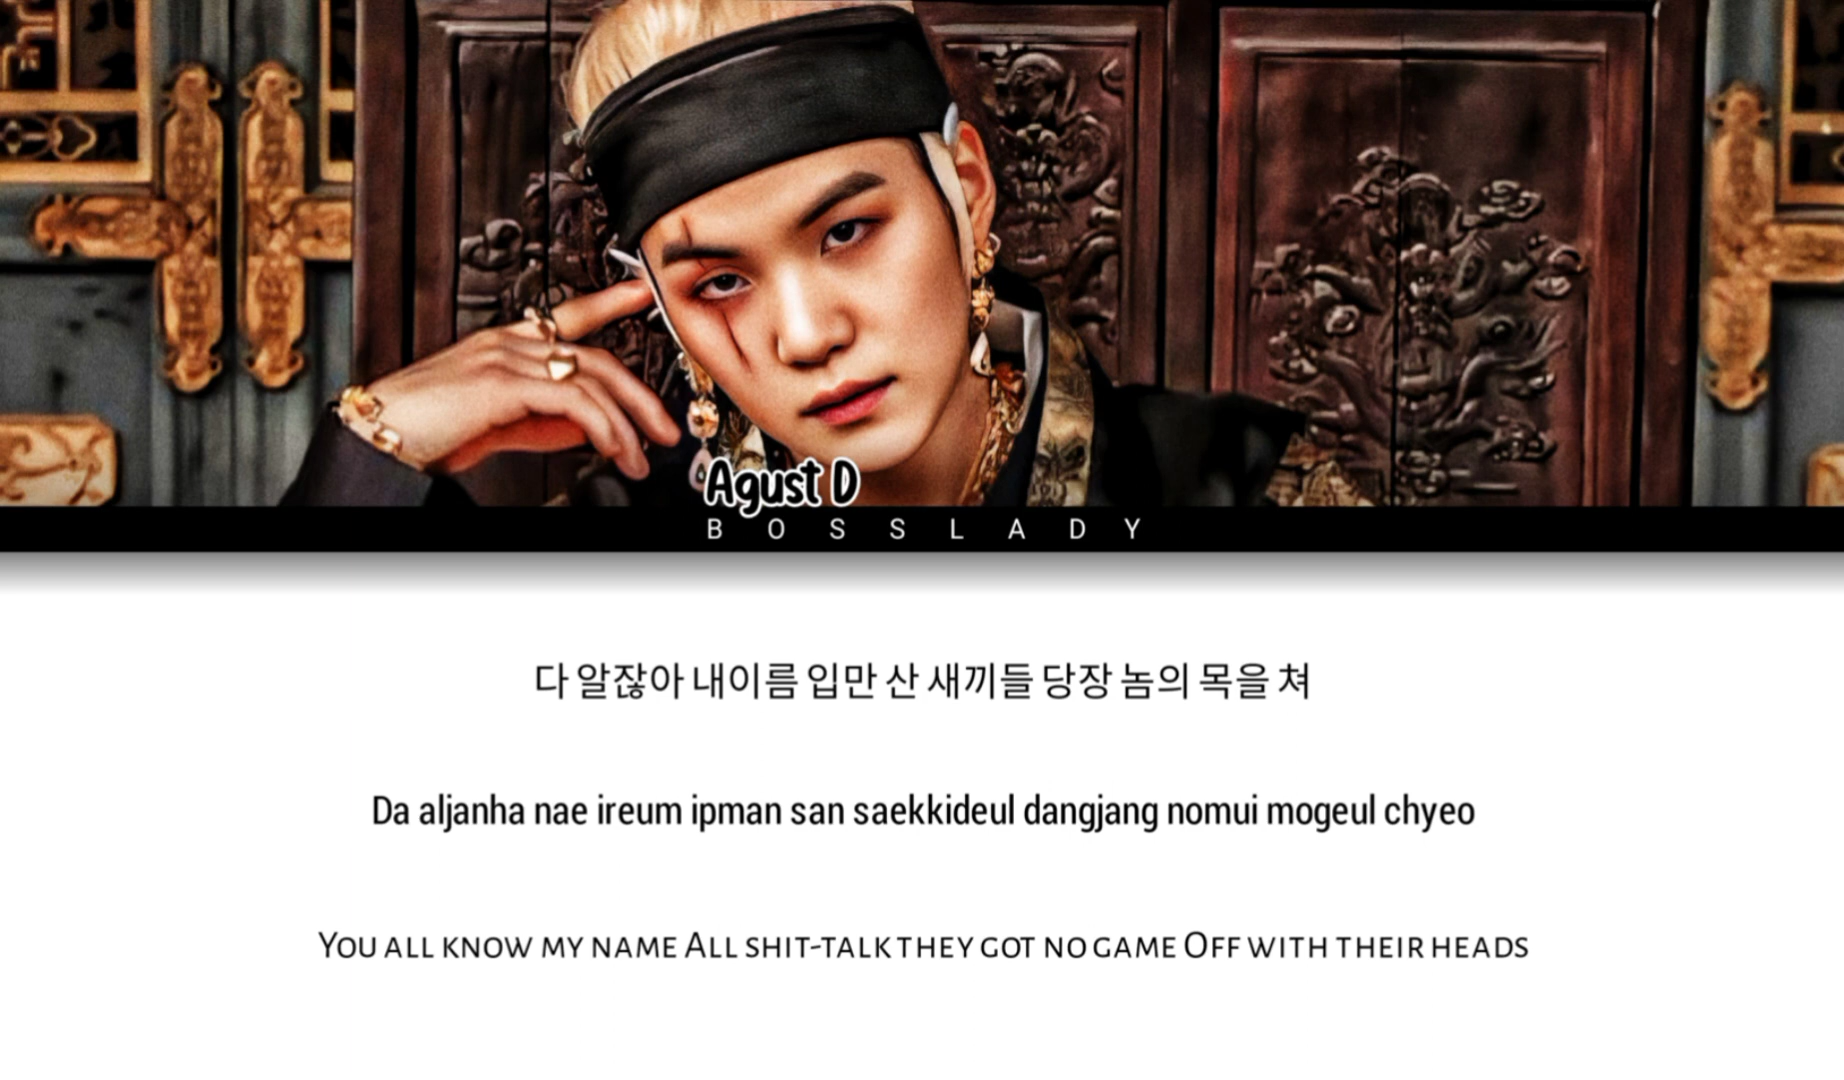 Agust D
BOSSLADY
다 알잖아 내이름 입만 산 새끼들 당장 놈의 목을 쳐
Da aljanha nae ireum ipman san saekkideul dangjang nomui mogeul chyeo
You all know my name All shit-talk they got no game Off with their heads